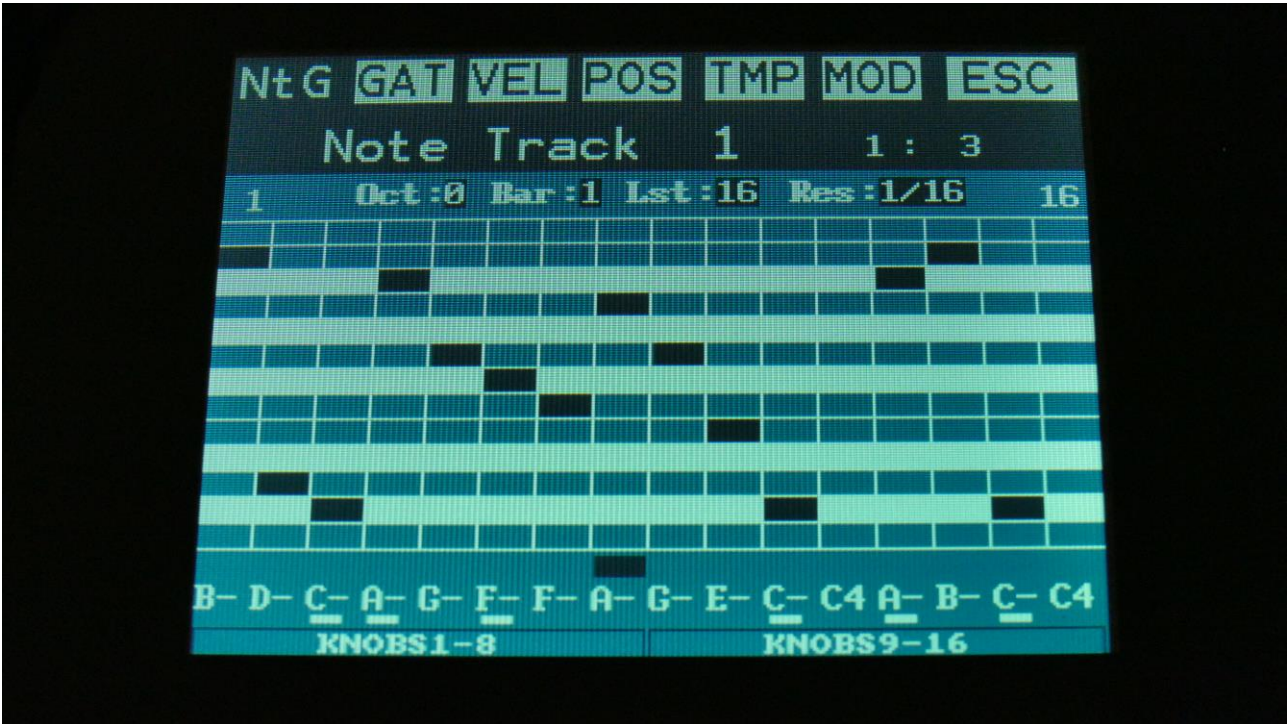 NtG GAT VEL POS TMP MOD ESC
Note Track 1 1: 3
1 Oct:0 Bar:1 Lst:16 Res:1/16 16
B- D- C- A- G- F- F- A- G- E- C- C4 A- B- C- C4
KNOBS1-8 KNOBS9-16